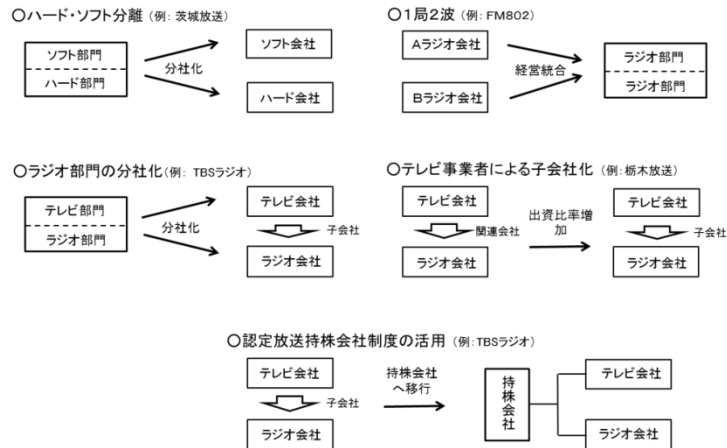 〇ハード・ソフト分離 (例: 茨城放送)
ソフト部門
ハード部門
分社化
ソフト会社
ハード会社
〇1局2波 (例: FM802)
Aラジオ会社
Bラジオ会社
経営統合
ラジオ部門
ラジオ部門
〇ラジオ部門の分社化(例: TBSラジオ)
テレビ部門
ラジオ部門
分社化
テレビ会社
子会社
ラジオ会社
〇テレビ事業者による子会社化 (例:栃木放送)
テレビ会社
関連会社
ラジオ会社
出資比率増
加
テレビ会社
子会社
ラジオ会社
〇認定放送持株会社制度の活用 (例:TBSラジオ)
テレビ会社
子会社
ラジオ会社
持株会社
へ移行
持株会社
テレビ会社
ラジオ会社